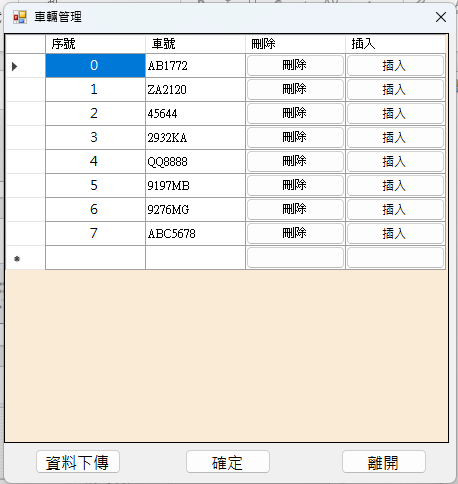 車輛管理
序號 車號 刪除 插入
0 AB1772 刪除 插入
1 ZA2120 刪除 插入
2 45644 刪除 插入
3 2932KA 刪除 插入
4 QQ8888 刪除 插入
5 9197MB 刪除 插入
6 9276MG 刪除 插入
7 ABC5678 刪除 插入
資料下傳 確定 離開